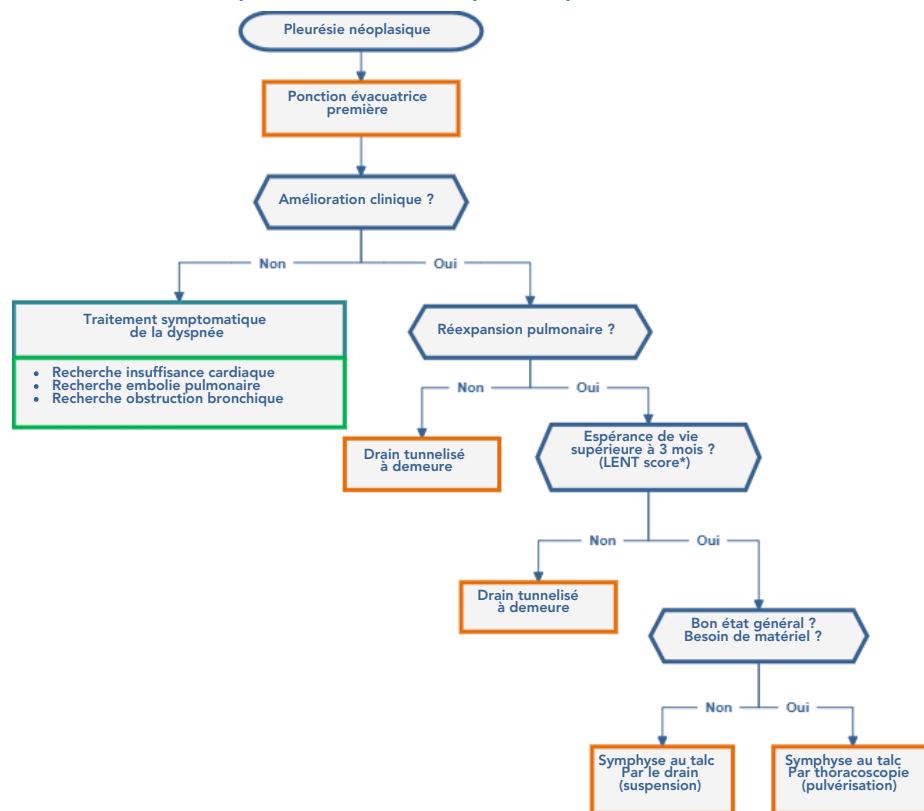 Pleurésie néoplasique
Ponction évacuatrice
première
Amélioration clinique ?
Non
Oui
Traitement symptomatique
de la dyspnée
• Recherche insuffisance cardiaque
• Recherche embolie pulmonaire
• Recherche obstruction bronchique
Réexpansion pulmonaire ?
Non
Oui
Drain tunnelisé
à demeure
Espérance de vie
supérieure à 3 mois ?
(LENT score*)
Non
Oui
Drain tunnelisé
à demeure
Bon état général ?
Besoin de matériel ?
Non
Oui
Symphyse au talc
Par le drain
(suspension)
Symphyse au talc
Par thoracoscopie
(pulvérisation)